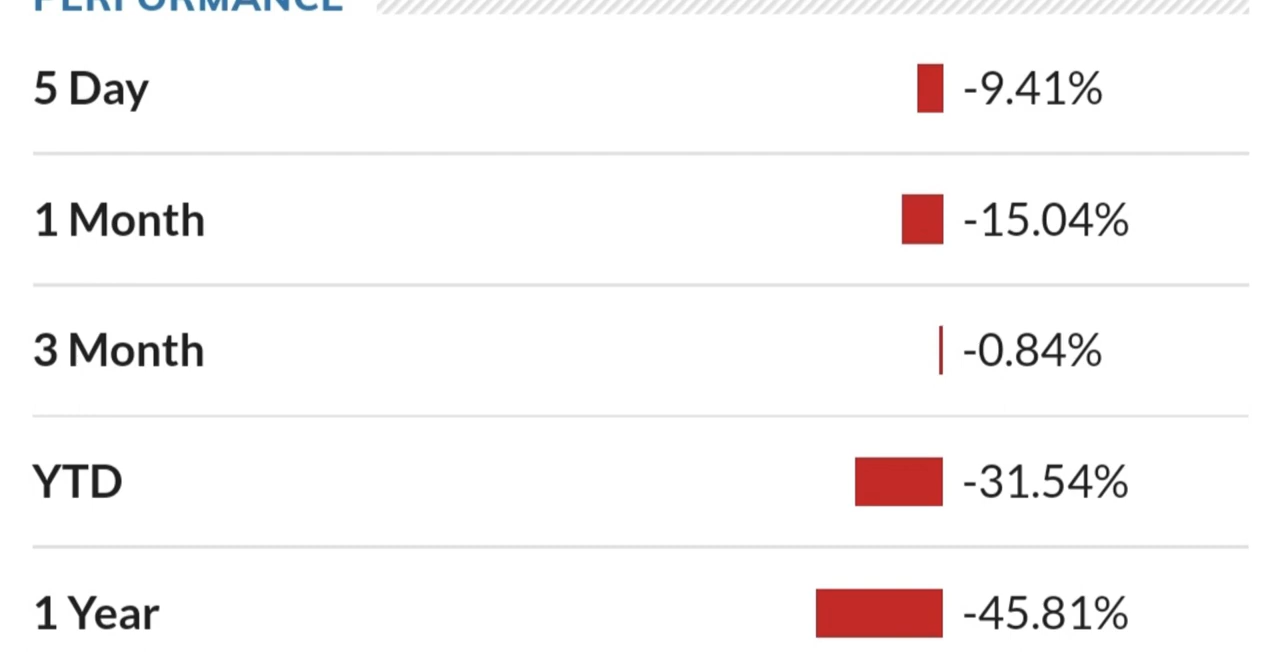 PERFORMANCE
5 Day -9.41%
1 Month -15.04%
3 Month -0.84%
YTD -31.54%
1 Year -45.81%